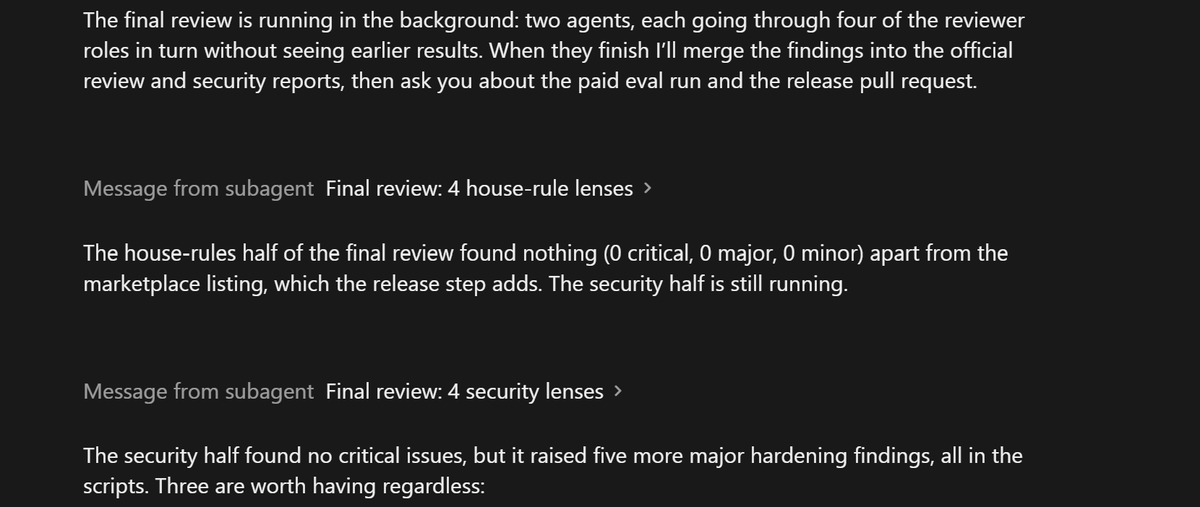 The final review is running in the background: two agents, each going through four of the reviewer
roles in turn without seeing earlier results. When they finish I’ll merge the findings into the official
review and security reports, then ask you about the paid eval run and the release pull request.
Message from subagent Final review: 4 house-rule lenses >
The house-rules half of the final review found nothing (0 critical, 0 major, 0 minor) apart from the
marketplace listing, which the release step adds. The security half is still running.
Message from subagent Final review: 4 security lenses >
The security half found no critical issues, but it raised five more major hardening findings, all in the
scripts. Three are worth having regardless: